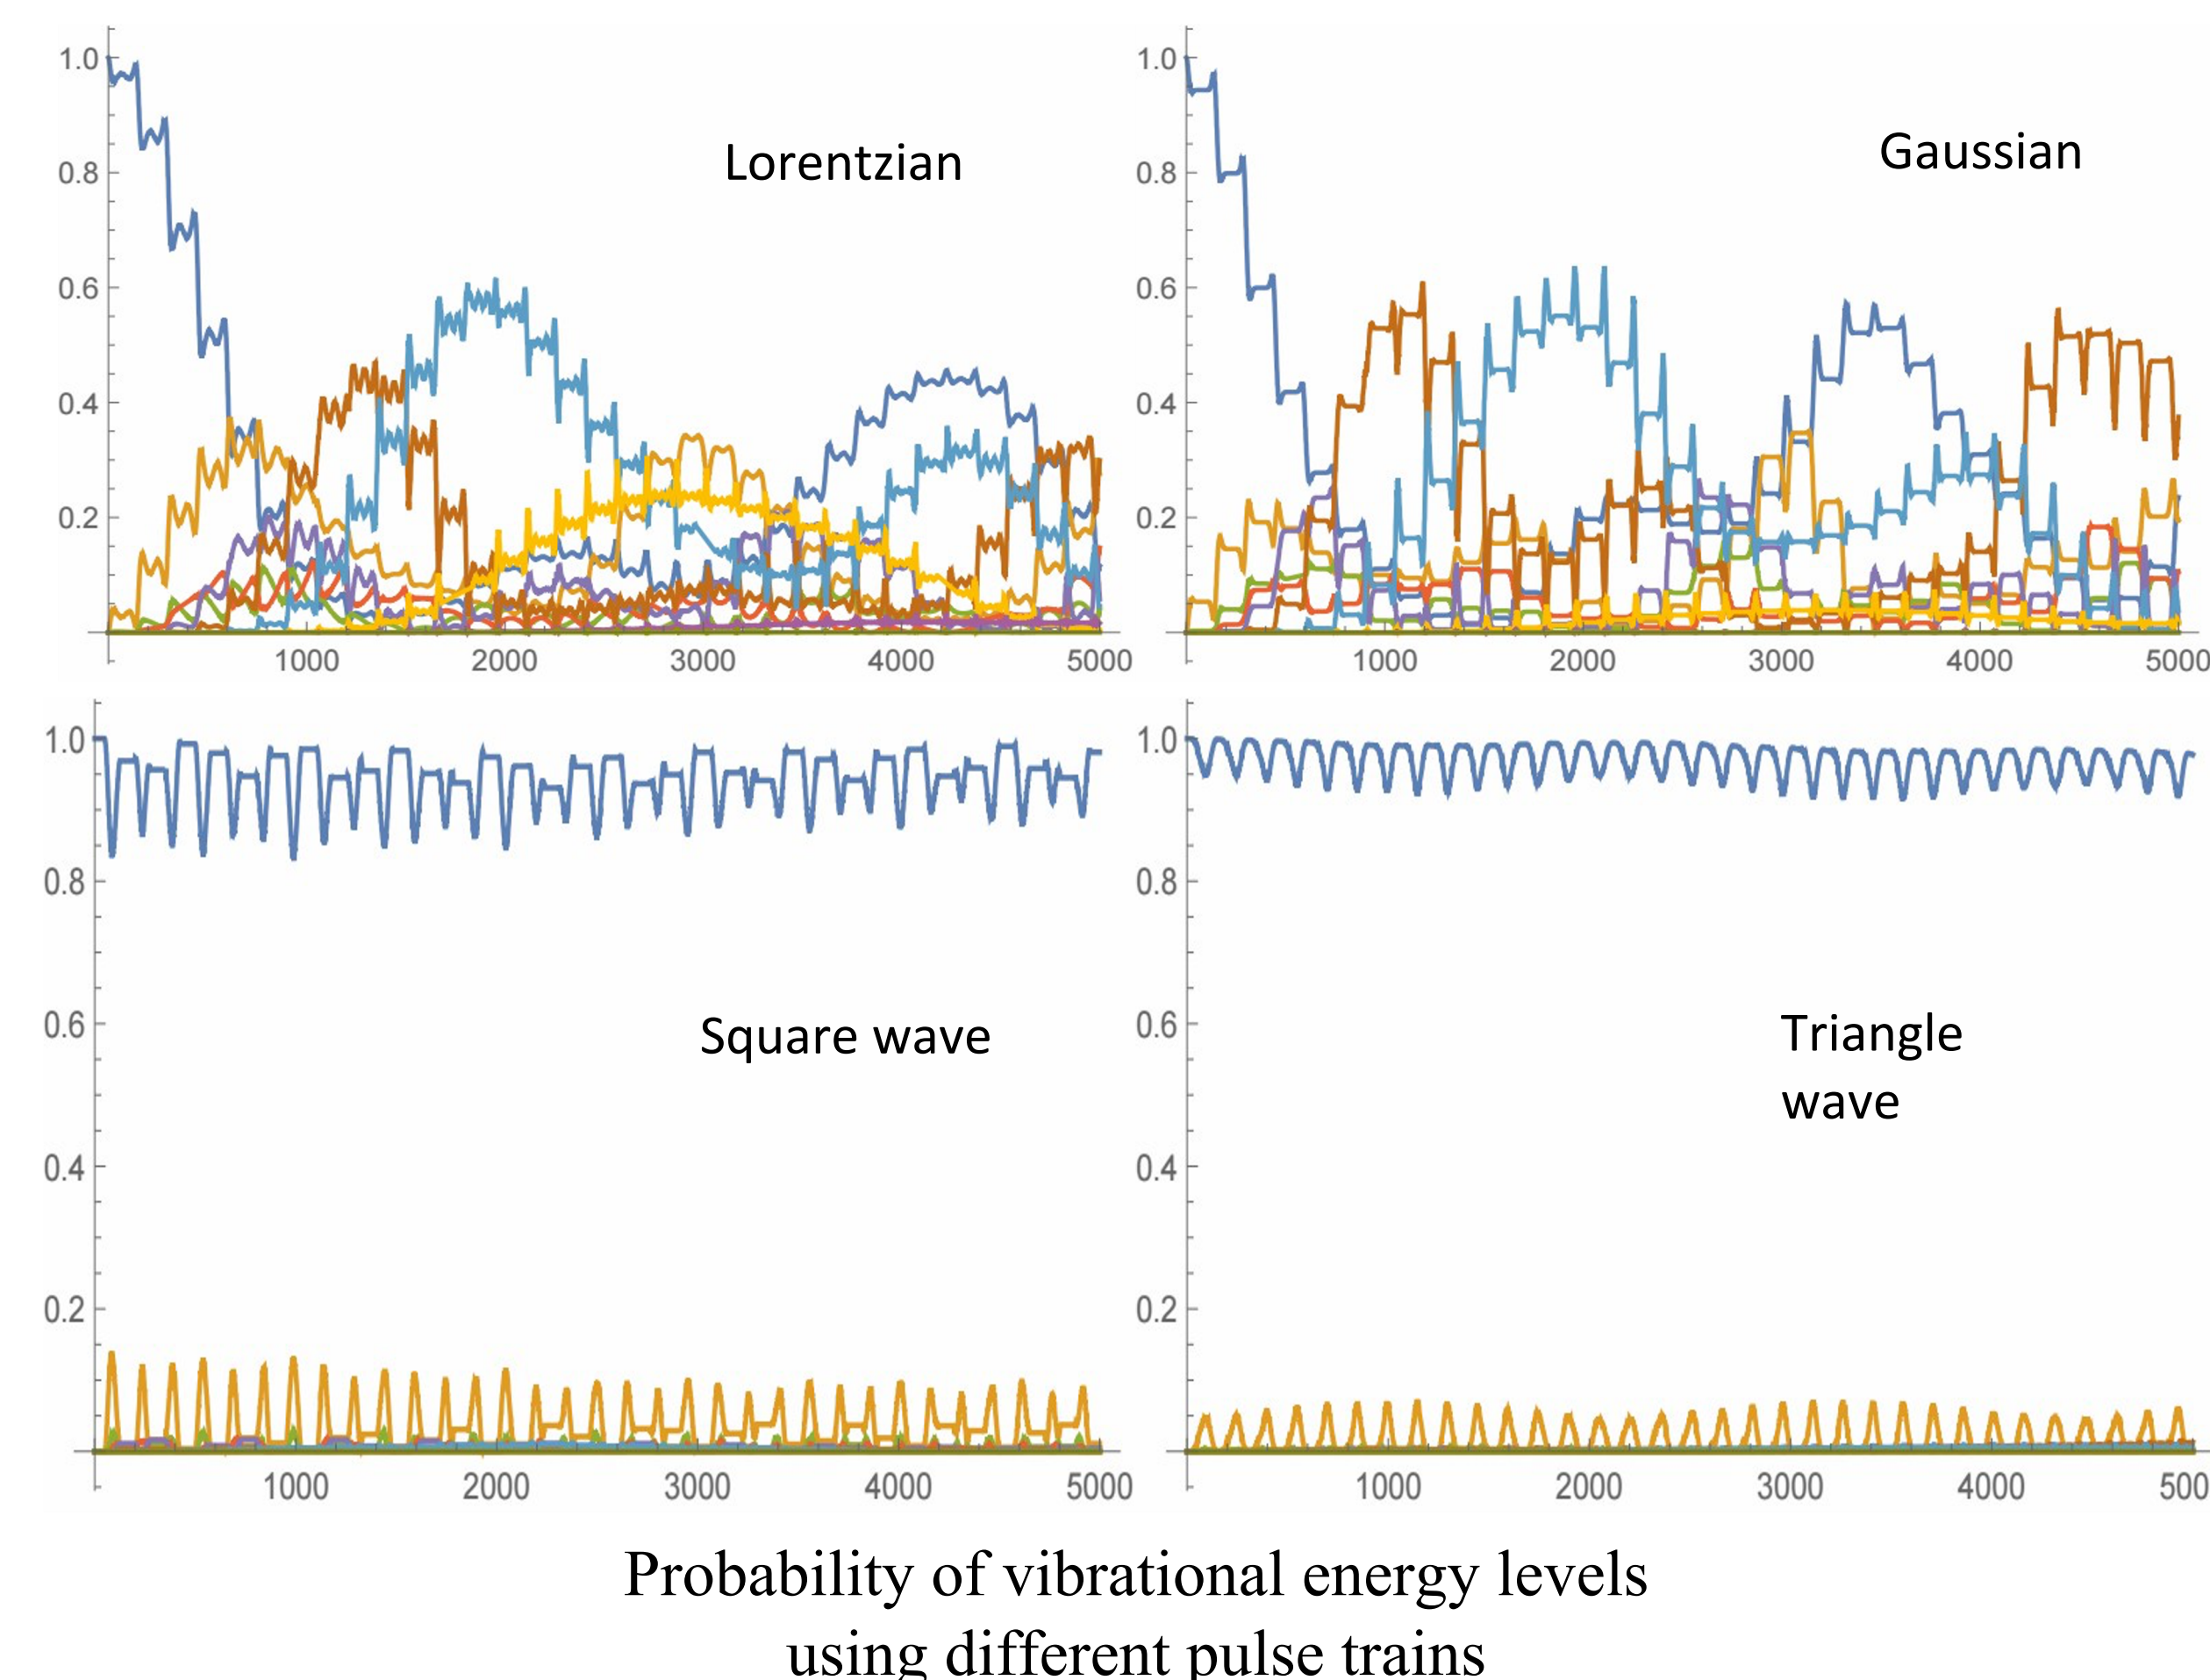 1.0
0.8
0.6
0.4
0.2
1000 2000 3000 4000 5000
Lorentzian
1.0
0.8
0.6
0.4
0.2
1000 2000 3000 4000 5000
Gaussian
1.0
0.8
0.6
0.4
0.2
1000 2000 3000 4000 5000
Square wave
1.0
0.8
0.6
0.4
0.2
1000 2000 3000 4000 500
Triangle
wave
Probability of vibrational energy levels
using different pulse trains